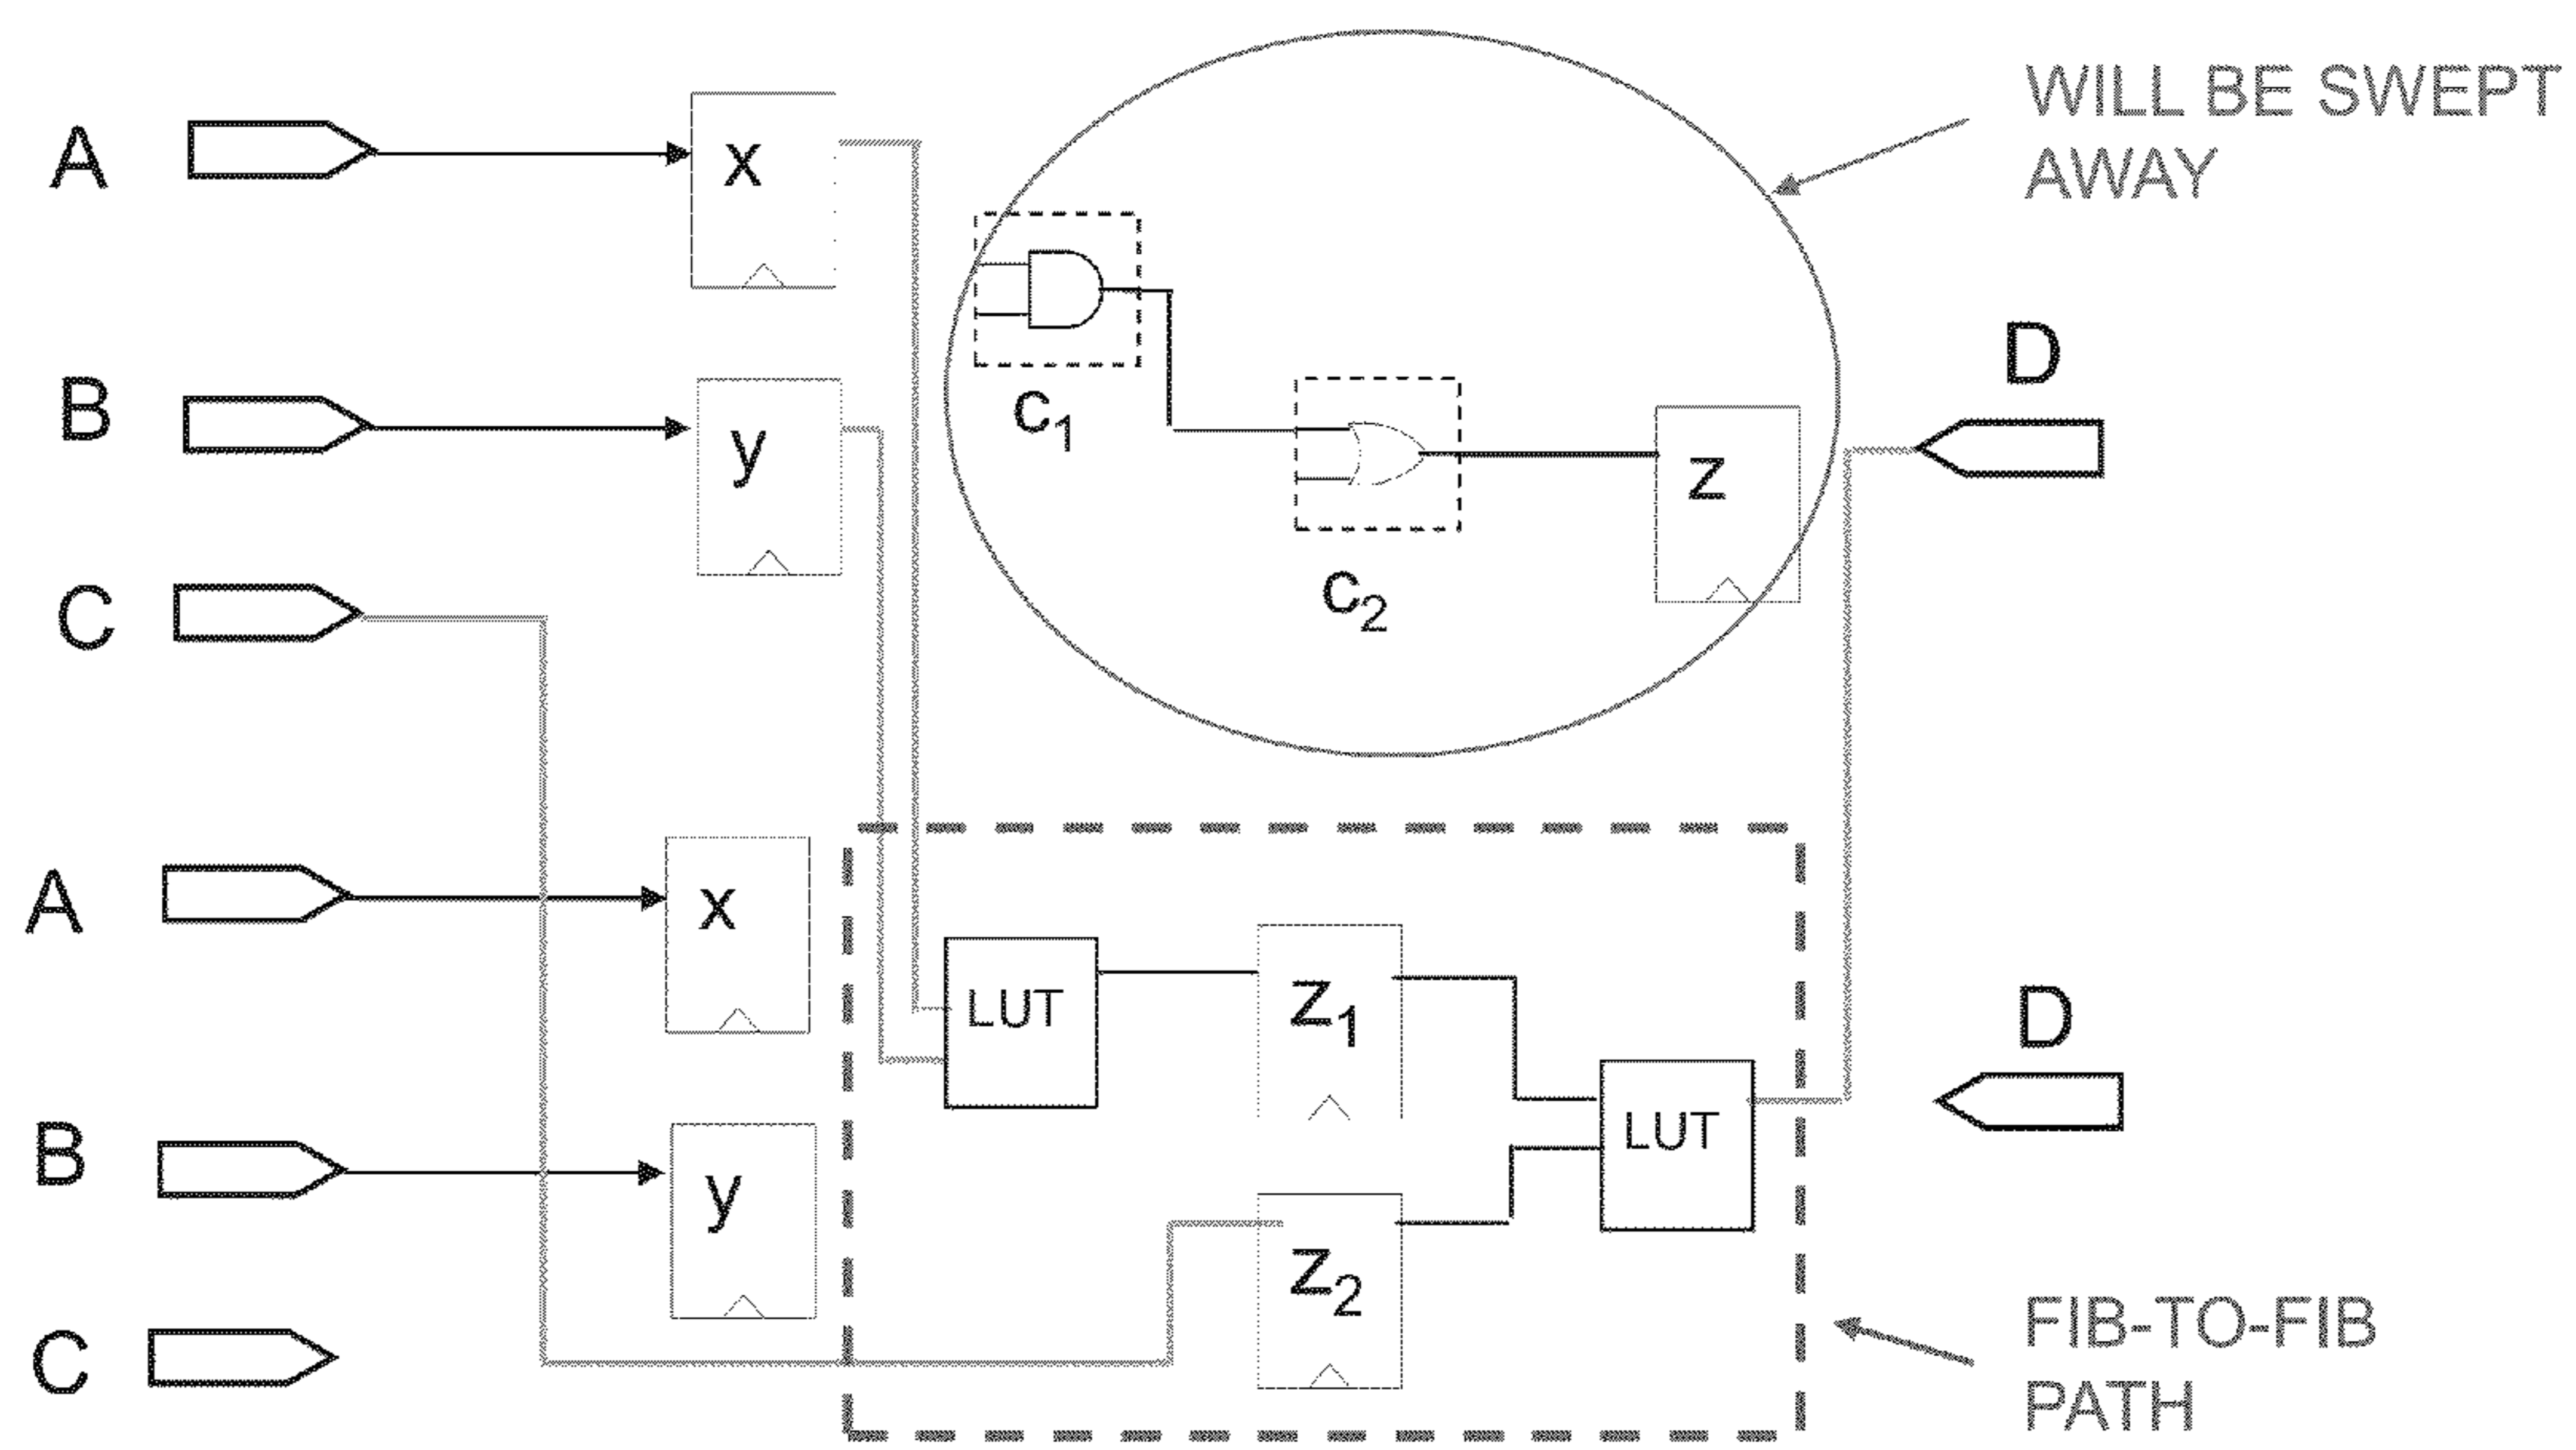 WILL BE SWEPT
AWAY
A
x
c1
B
y
D
z
c2
C
A
x
LUT
z1
D
B
y
LUT
z2
C
FIB-TO-FIB
PATH